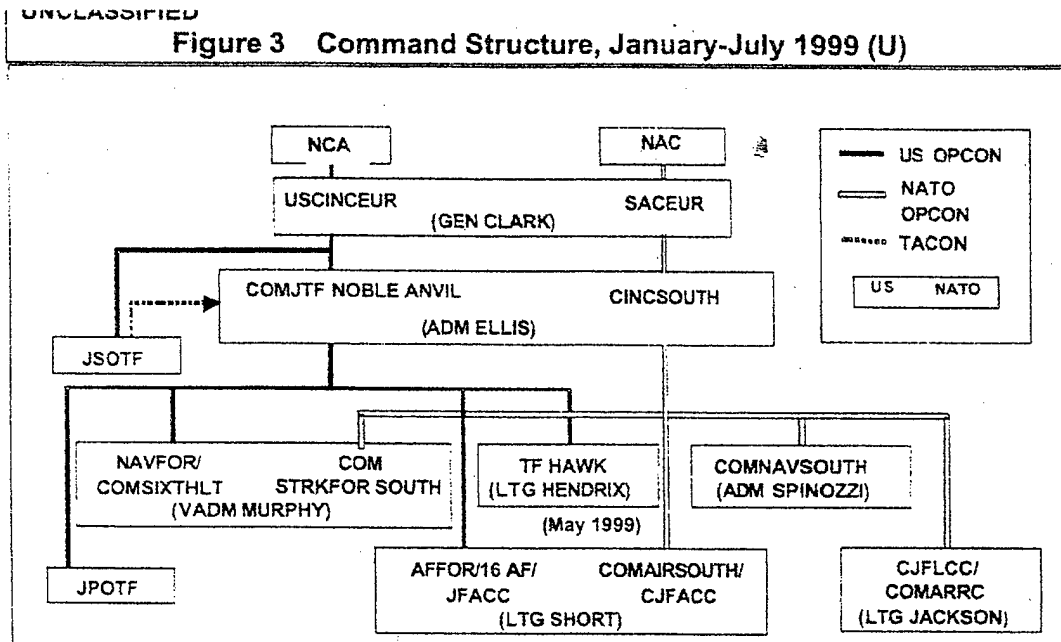 UNCLASSIFIED
Figure 3 Command Structure, January-July 1999 (U)
NCA
NAC
US OPCON
NATO
OPCON
TACON
US NATO
USCINCEUR SACEUR
(GEN CLARK)
COMJTF NOBLE ANVIL CINCSOUTH
(ADM ELLIS)
JSOTF
NAVFOR/
COMSIXTHLT
COM
STRKFOR SOUTH
(VADM MURPHY)
TF HAWK
(LTG HENDRIX)
(May 1999)
COMNAVSOUTH
(ADM SPINOZZI)
JPOTF
AFFOR/16 AF/
JFACC
COMAIRSOUTH/
CJFACC
(LTG SHORT)
CJFLCC/
COMARRC
(LTG JACKSON)